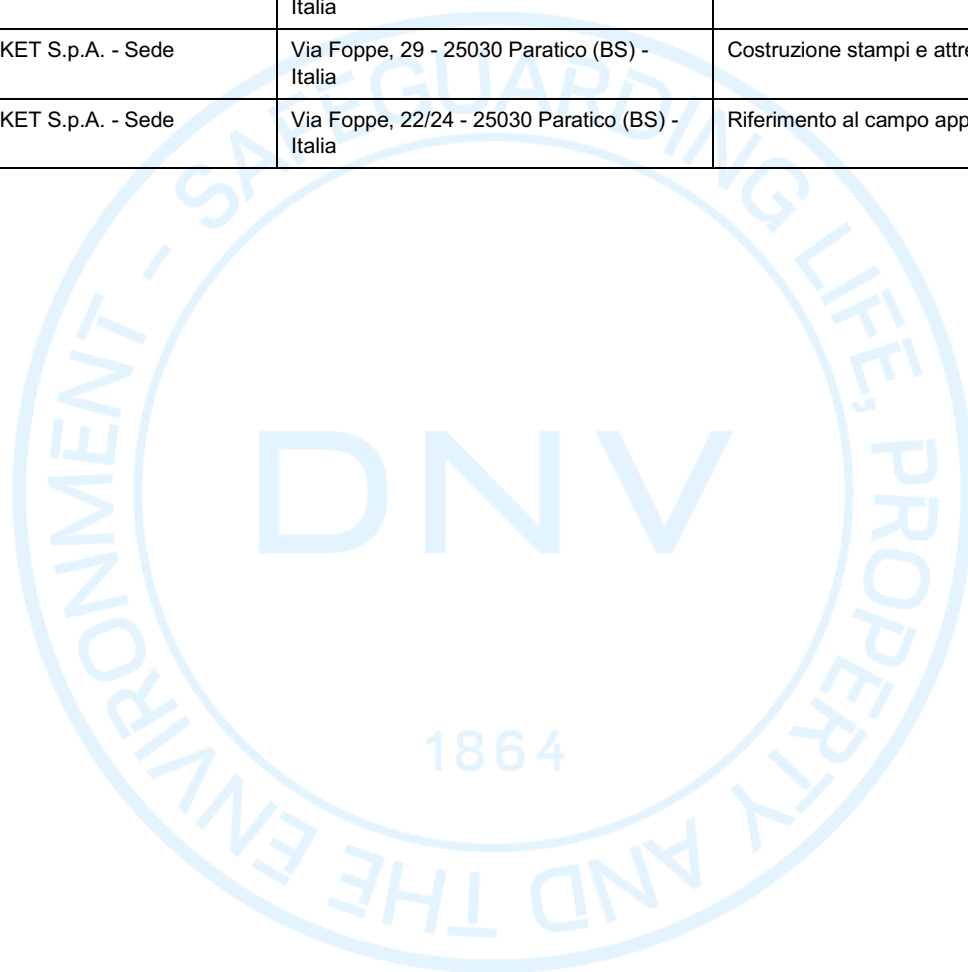 Italia
KET S.p.A. - Sede
Via Foppe, 29 - 25030 Paratico (BS) -
Italia
Costruzione stampi e attre
KET S.p.A. - Sede
Via Foppe, 22/24 - 25030 Paratico (BS) -
Italia
Riferimento al campo app
SAFEGUARDING LIFE, PROPERTY AND THE ENVIRONMENT -
DNV
1864